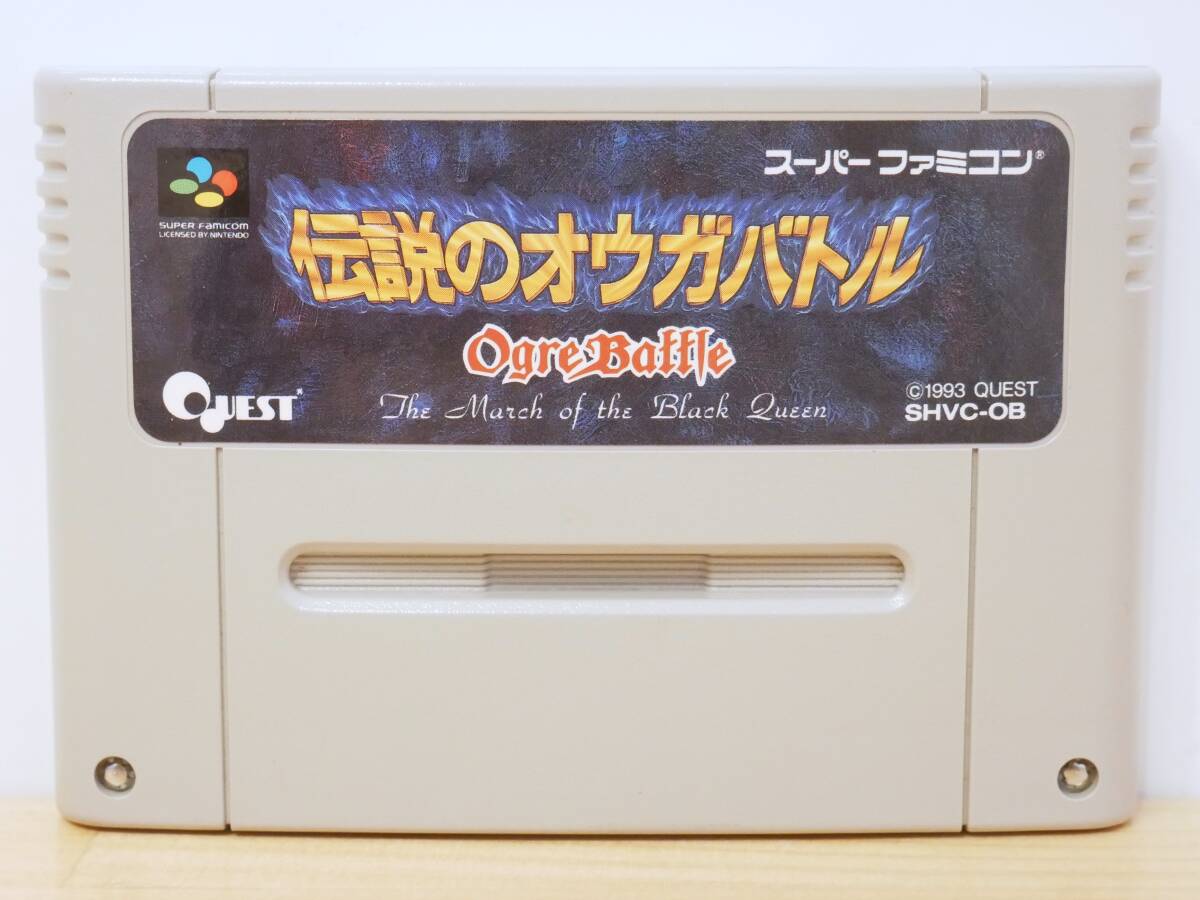 スーパーファミコン®
SUPER FAMICOM
LICENSED BY NINTENDO
伝説のオウガバトル
Ogre Battle
The March of the Black Queen
QUEST
©1993 QUEST
SHVC-OB